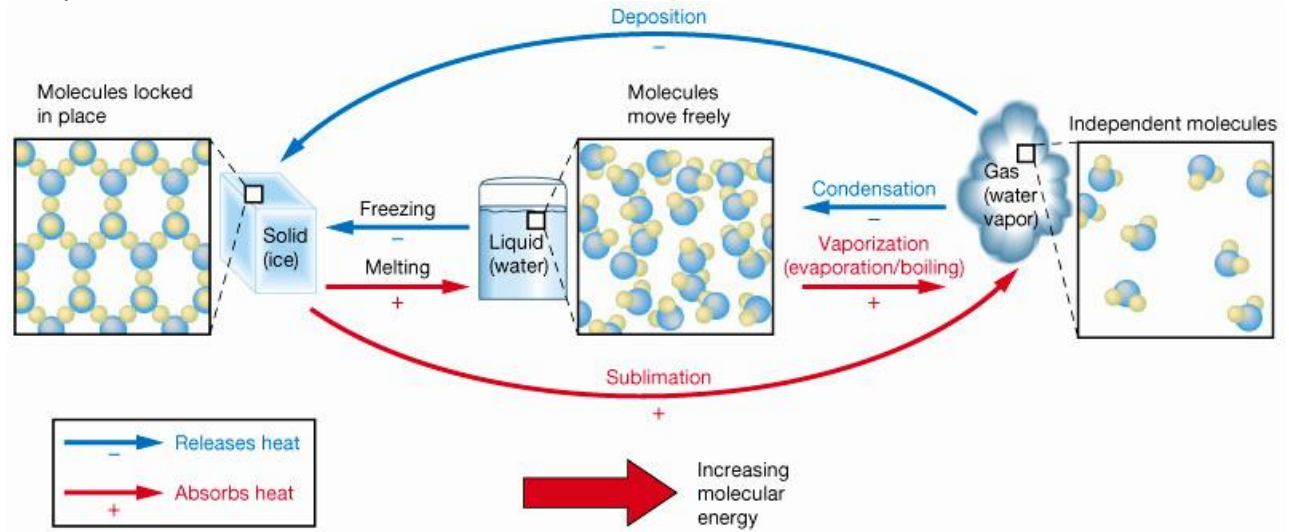 Deposition
–
Molecules locked
in place
Molecules
move freely
Independent molecules
Gas
(water
vapor)
Condensation
–
Freezing
–
Solid
(ice)
Liquid
(water)
Vaporization
(evaporation/boiling)
+
Melting
+
Sublimation
+
Releases heat
–
Absorbs heat
+
Increasing
molecular
energy